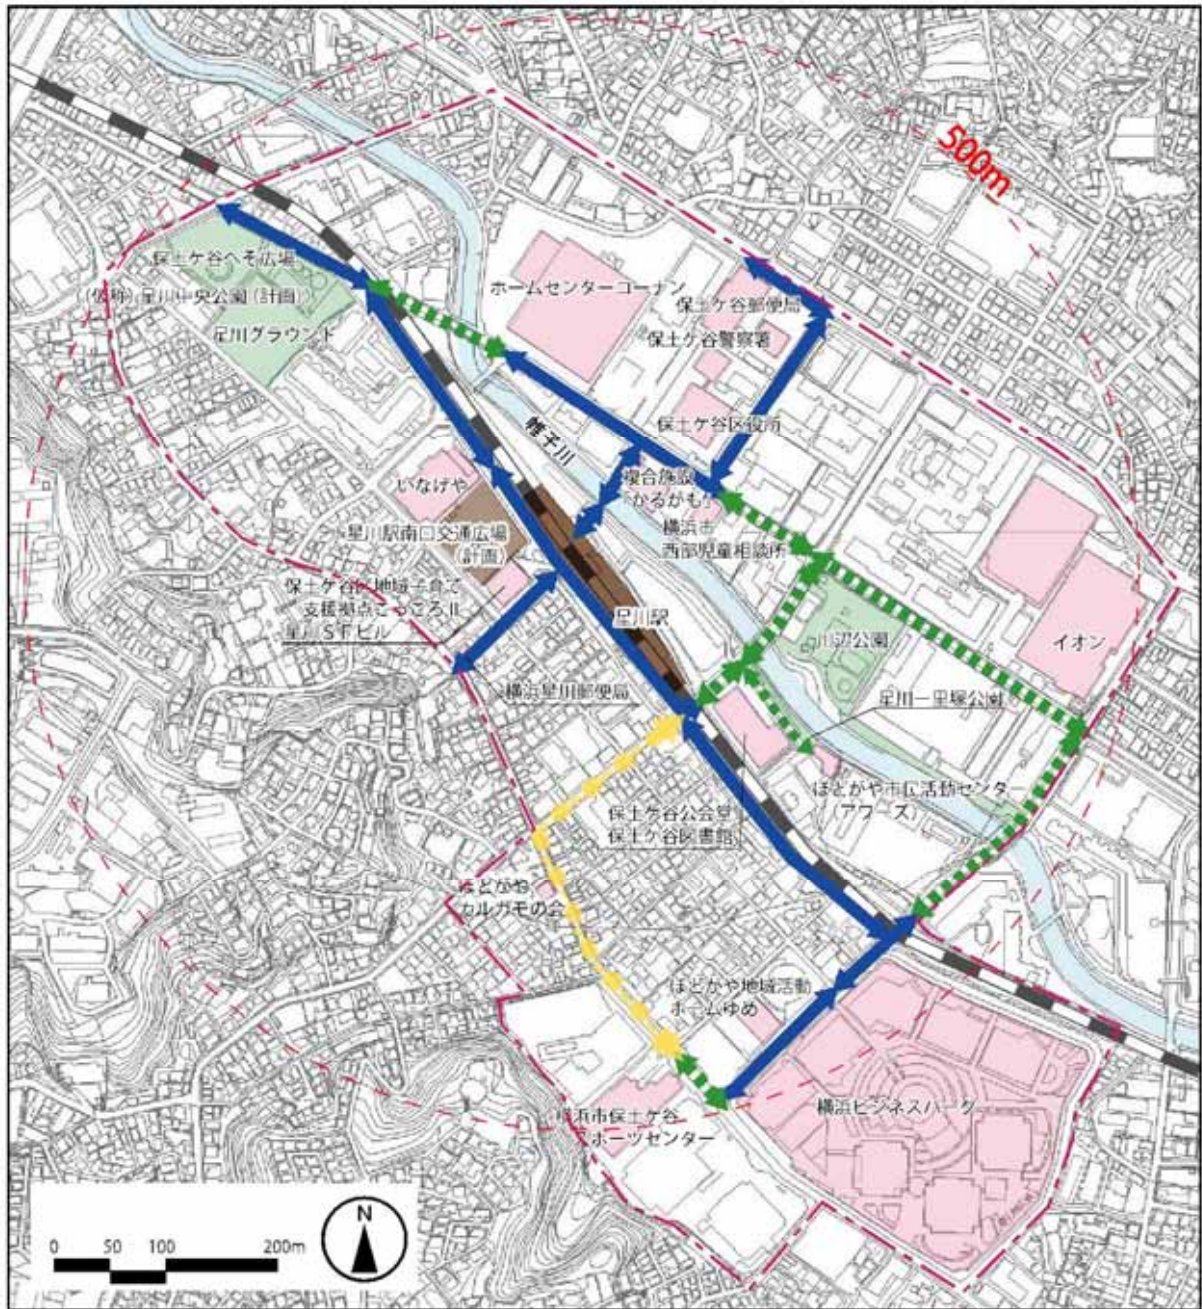 500m
保土ケ谷へそ広場
(仮称)星川中央公園(計画)
星川グラウンド
ホームセンターコーナン
保土ケ谷郵便局
保土ケ谷警察署
保土ケ谷区役所
帷子川
いなげや
複合施設
「かるがも」
横浜市
西部児童相談所
星川駅南口交通広場
(計画)
保土ケ谷区地域子育て
支援拠点こっころⅡ
星川SFビル
星川駅
川辺公園
イオン
横浜星川郵便局
星川一里塚公園
ほどがや市民活動センター
(アワーズ)
保土ケ谷公会堂
保土ケ谷図書館
ほどがや
カルガモの会
ほどがや地域活動
ホームゆめ
横浜市保土ケ谷
スポーツセンター
横浜ビジネスパーク
N
0 50 100 200m